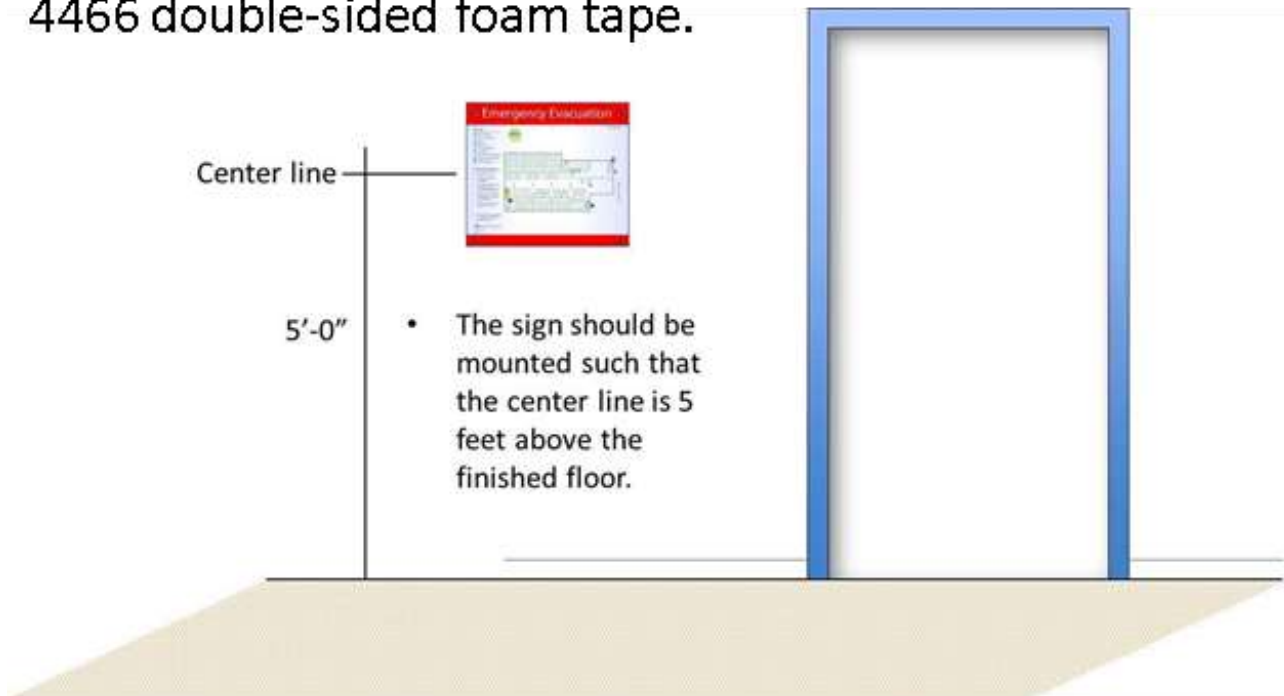 4466 double-sided foam tape.
Emergency Evacuation
Center line
5′-0″
• The sign should be
mounted such that
the center line is 5
feet above the
finished floor.